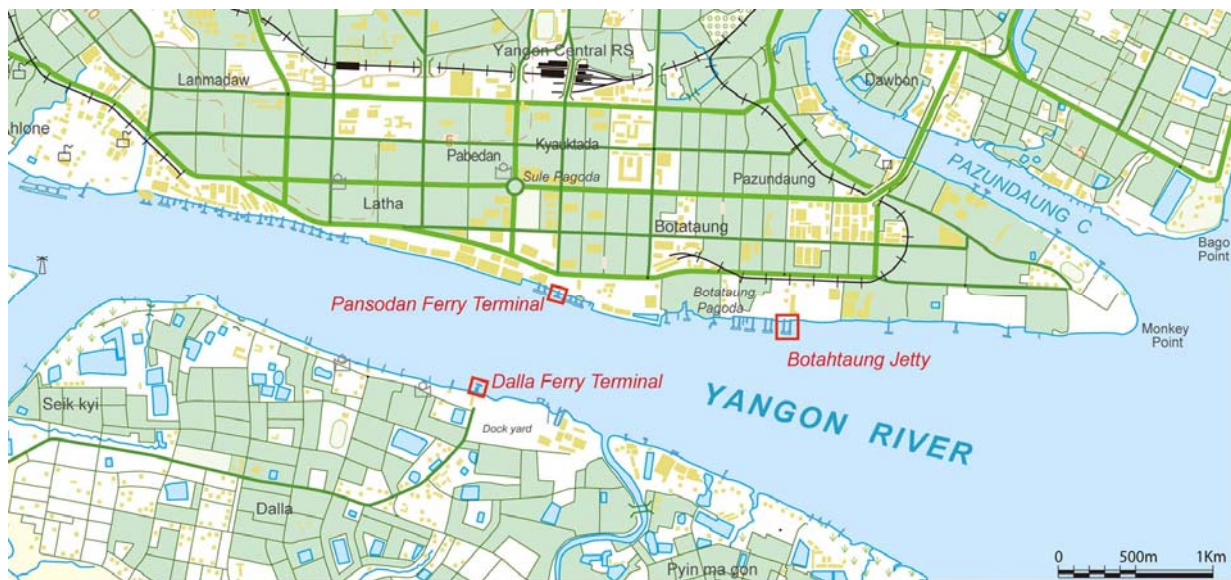 Yangon Central RS
Lanmadaw
Dawbon
hlone
Kyauktada
Pabedan
Sule Pagoda
Pazundaung
PAZUNDAUNG C
Latha
Botataung
Bago
Point
Pansodan Ferry Terminal
Botataung
Pagoda
Monkey
Point
Botahtaung Jetty
Dalla Ferry Terminal
YANGON RIVER
Seik kyi
Dock yard
Dalla
Pyin ma gon
0 500m 1Km